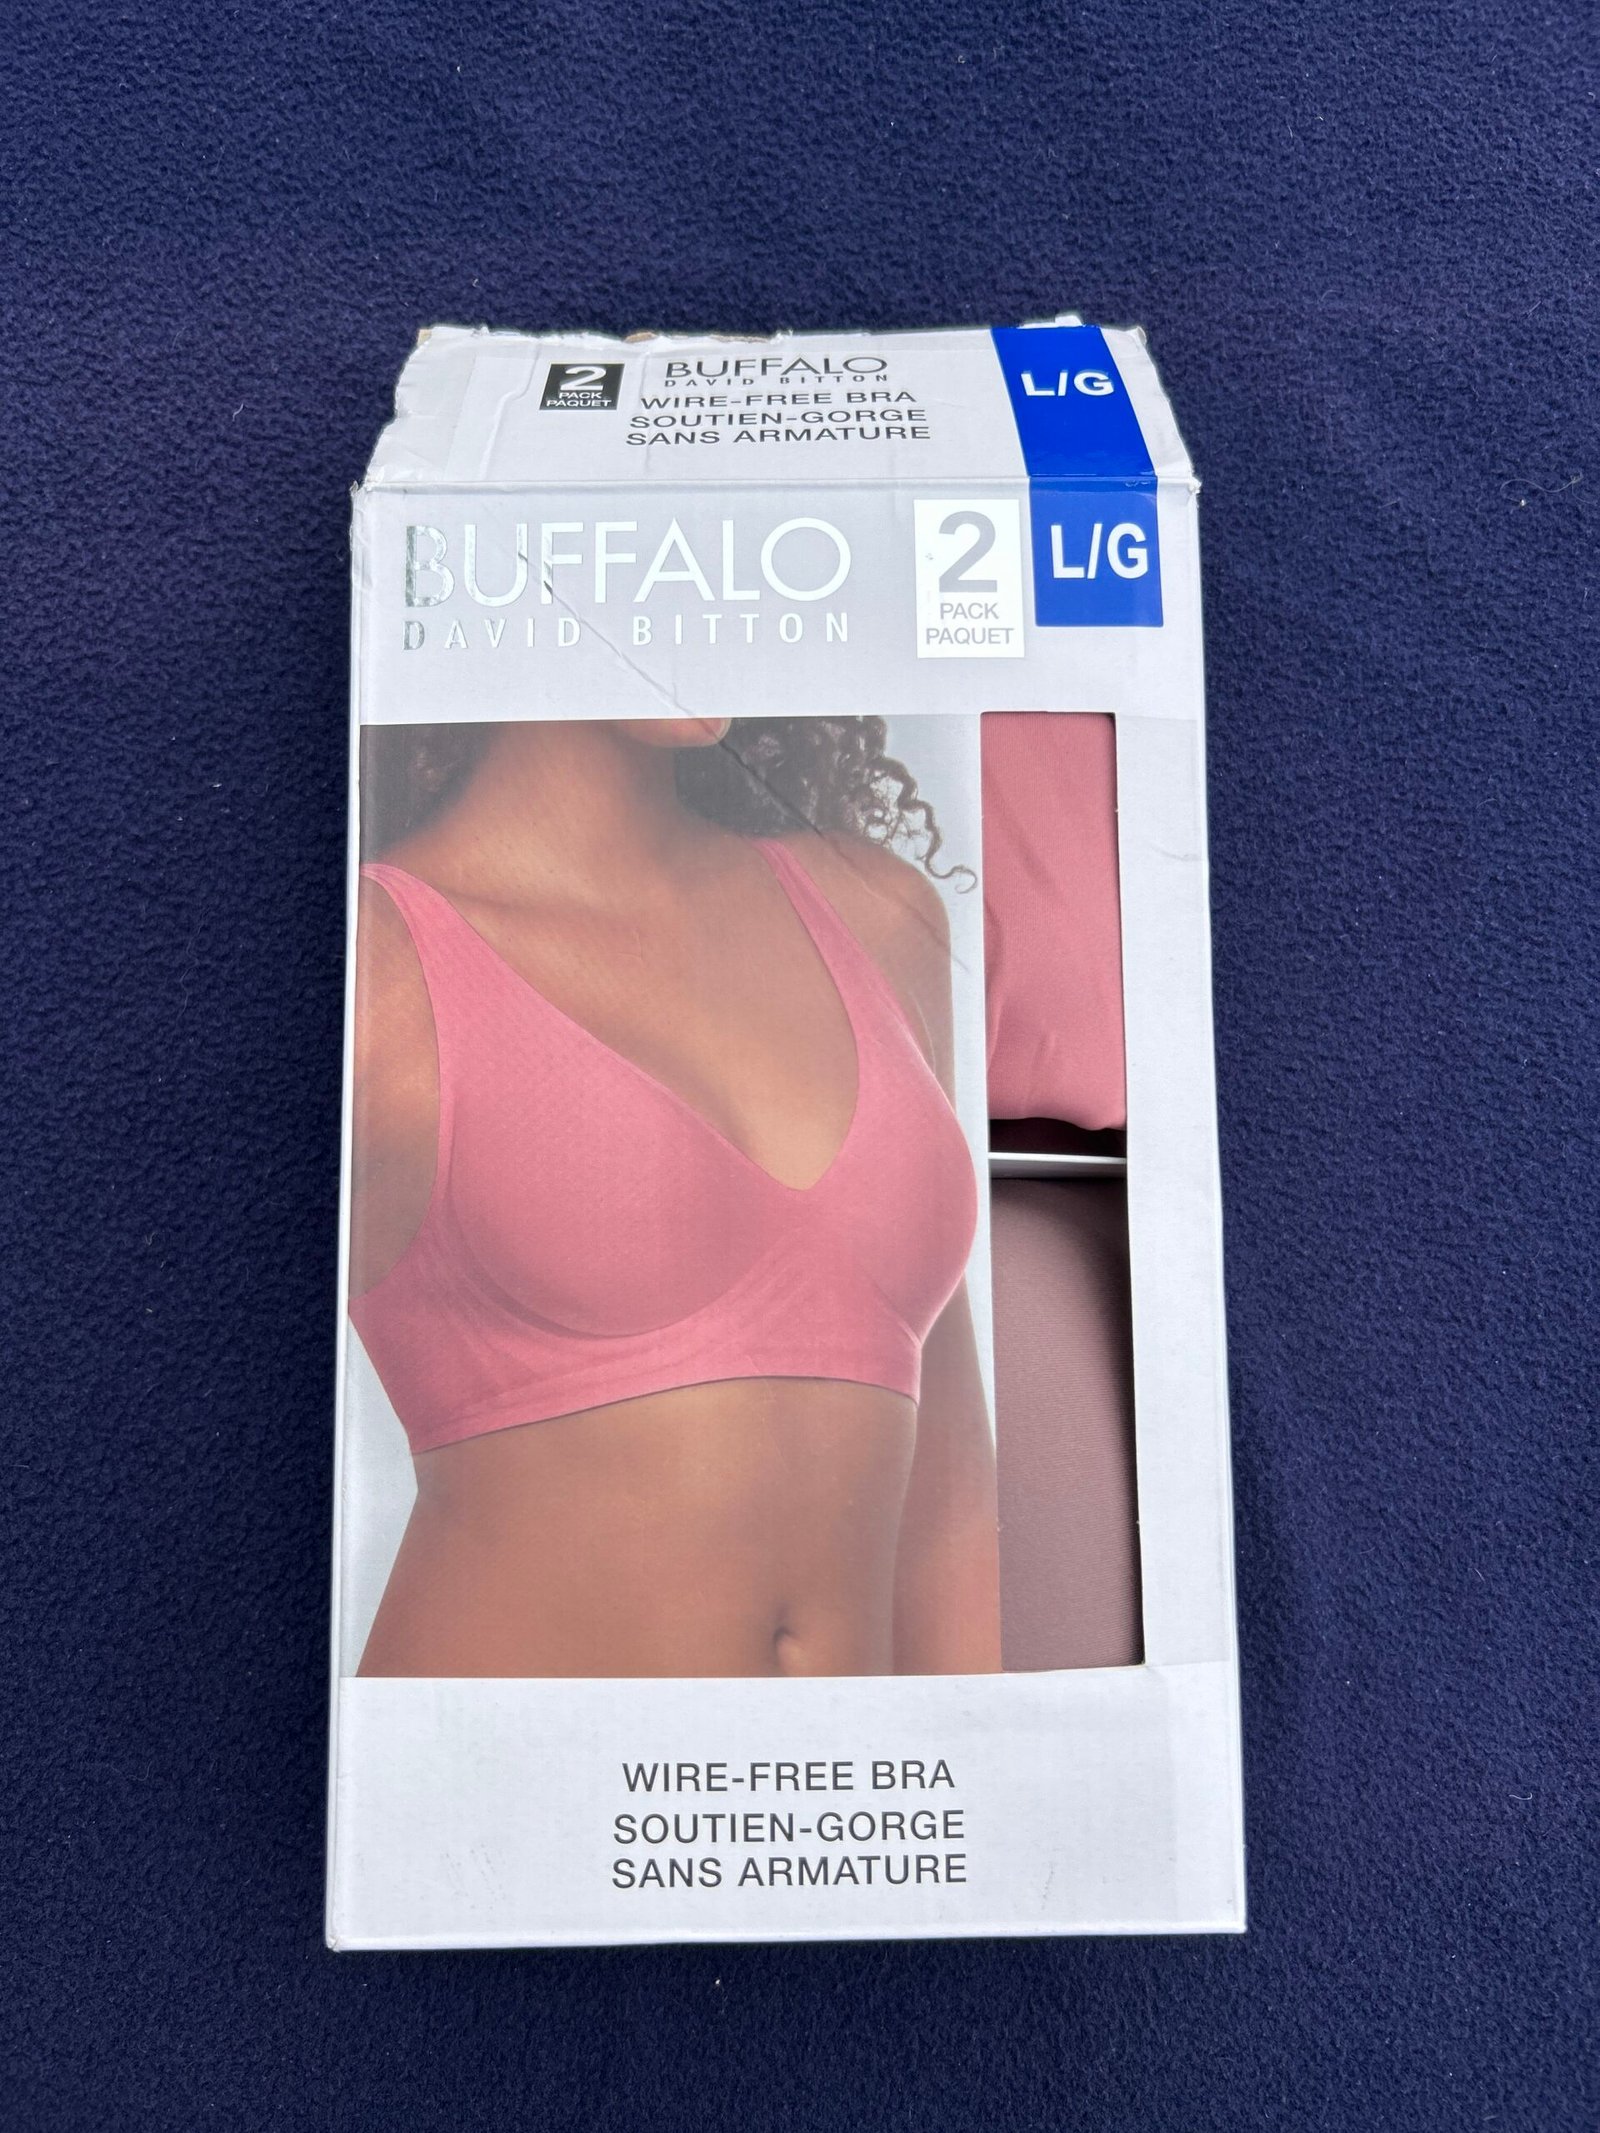 2
PACK
PAQUET
BUFFALO
DAVID BITTON
WIRE-FREE BRA
SOUTIEN-GORGE
SANS ARMATURE
L/G
BUFFALO
DAVID BITTON
2
PACK
PAQUET
L/G
WIRE-FREE BRA
SOUTIEN-GORGE
SANS ARMATURE